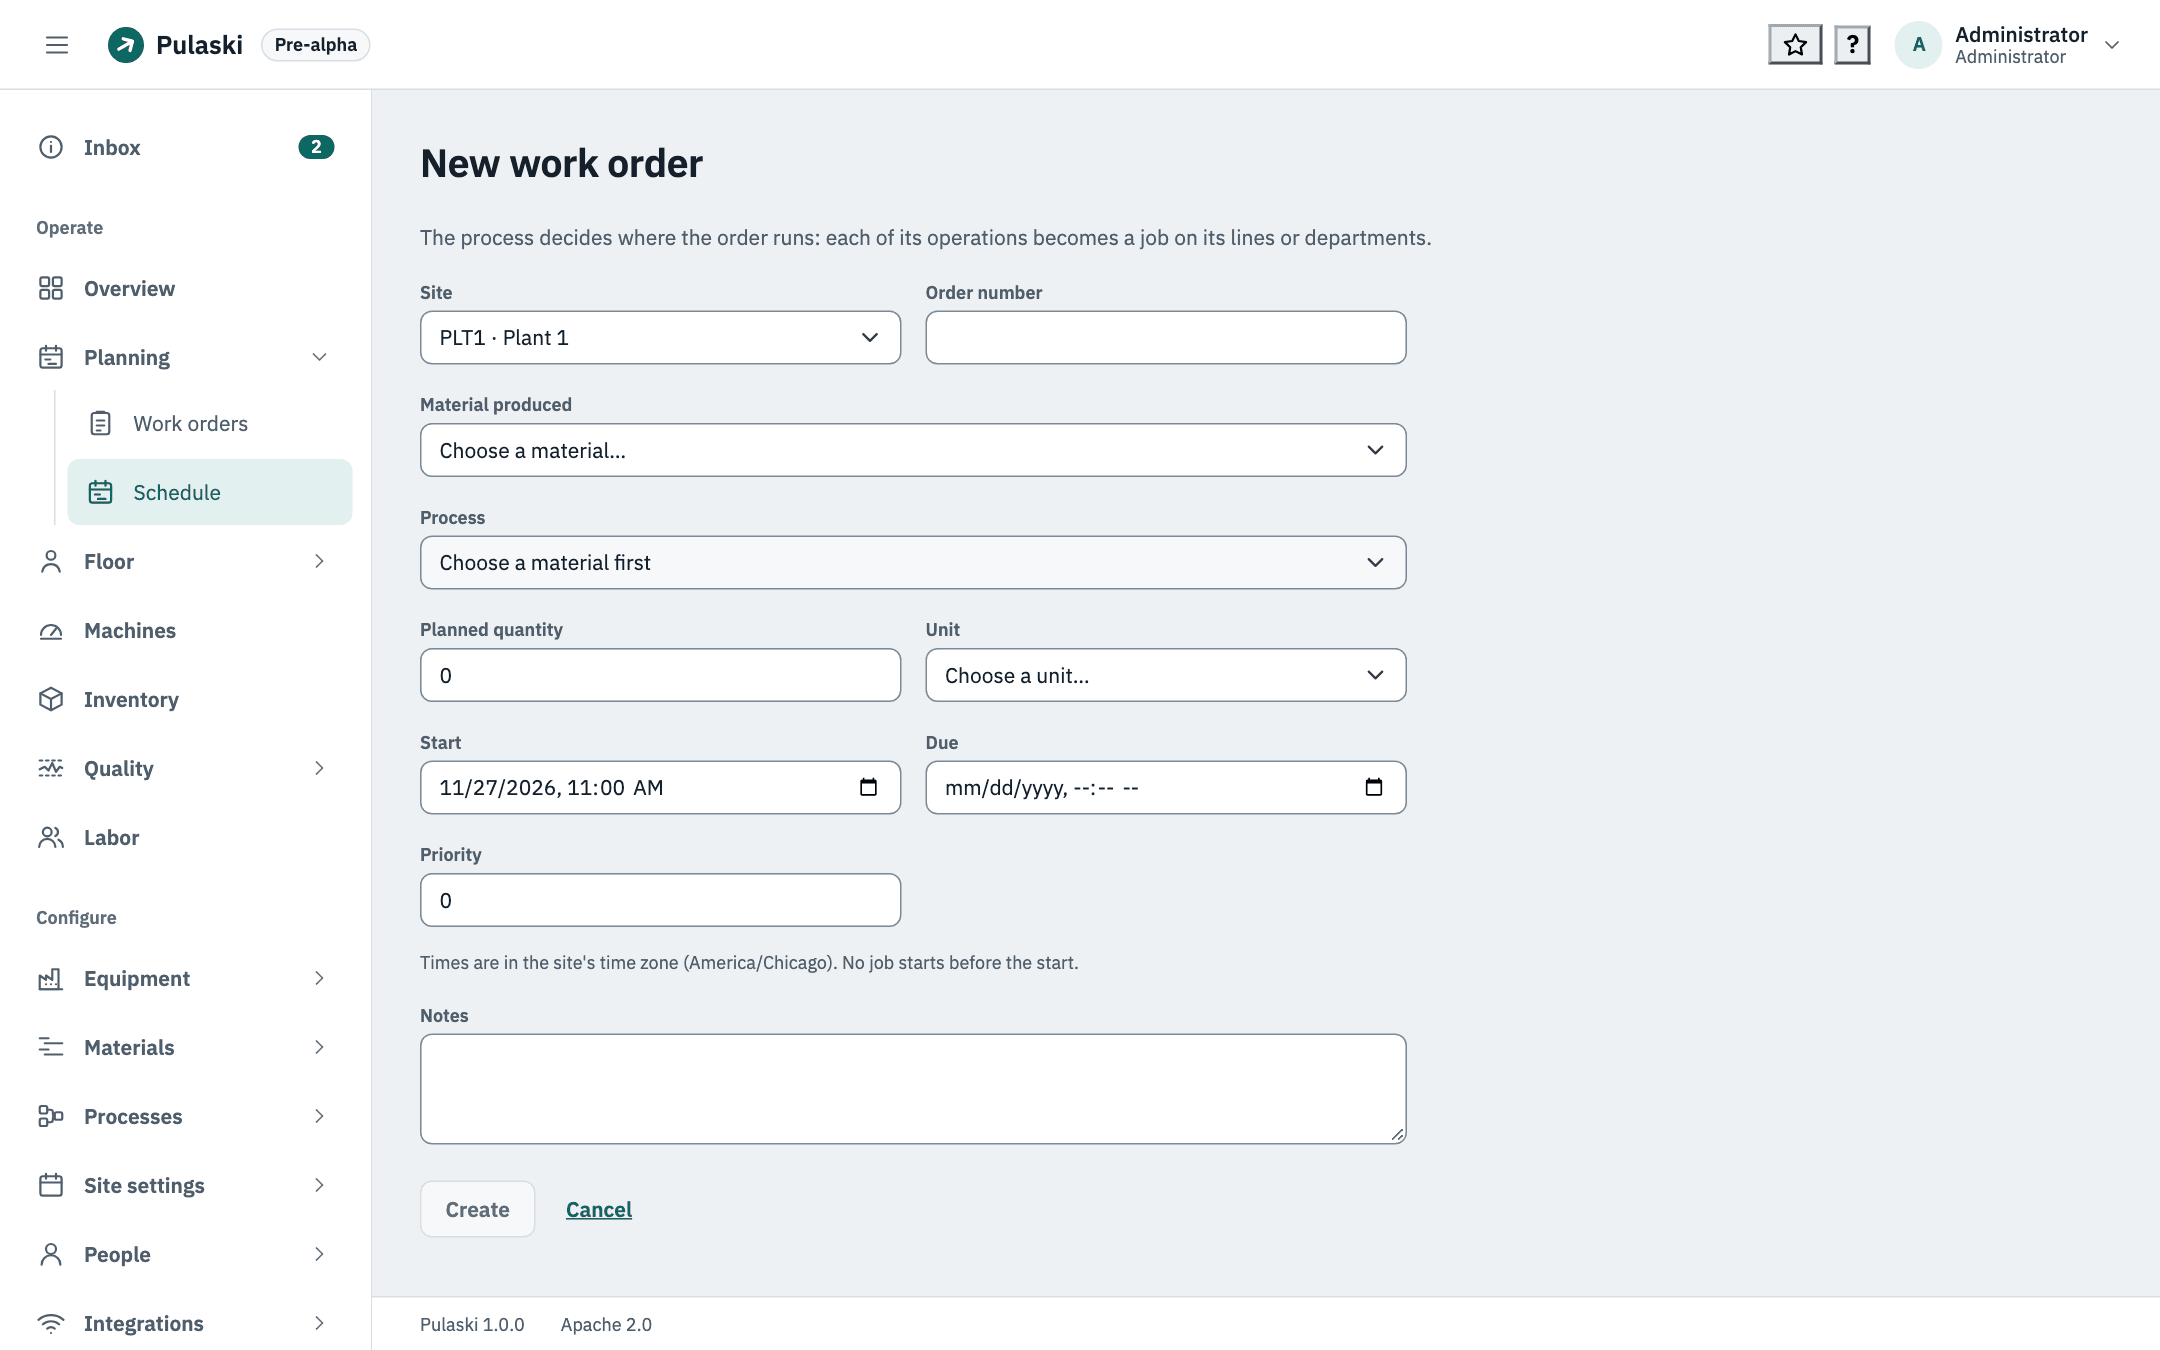 Pulaski
Pre-alpha
?
A
Administrator
Administrator
Inbox
2
Operate
Overview
Planning
Work orders
Schedule
Floor
Machines
Inventory
Quality
Labor
Configure
Equipment
Materials
Processes
Site settings
People
Integrations
New work order
The process decides where the order runs: each of its operations becomes a job on its lines or departments.
Site
Order number
PLT1 · Plant 1
Material produced
Choose a material...
Process
Choose a material first
Planned quantity
Unit
0
Choose a unit...
Start
Due
11/27/2026, 11:00 AM
mm/dd/yyyy, --:-- --
Priority
0
Times are in the site's time zone (America/Chicago). No job starts before the start.
Notes
Create
Cancel
Pulaski 1.0.0
Apache 2.0